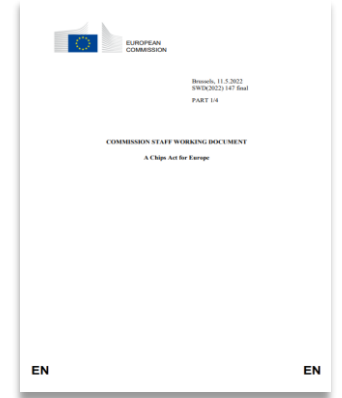 EUROPEAN
COMMISSION
Brussels, 11.5.2022
SWD(2022) 147 final
PART 1/4
COMMISSION STAFF WORKING DOCUMENT
A Chips Act for Europe
EN
EN